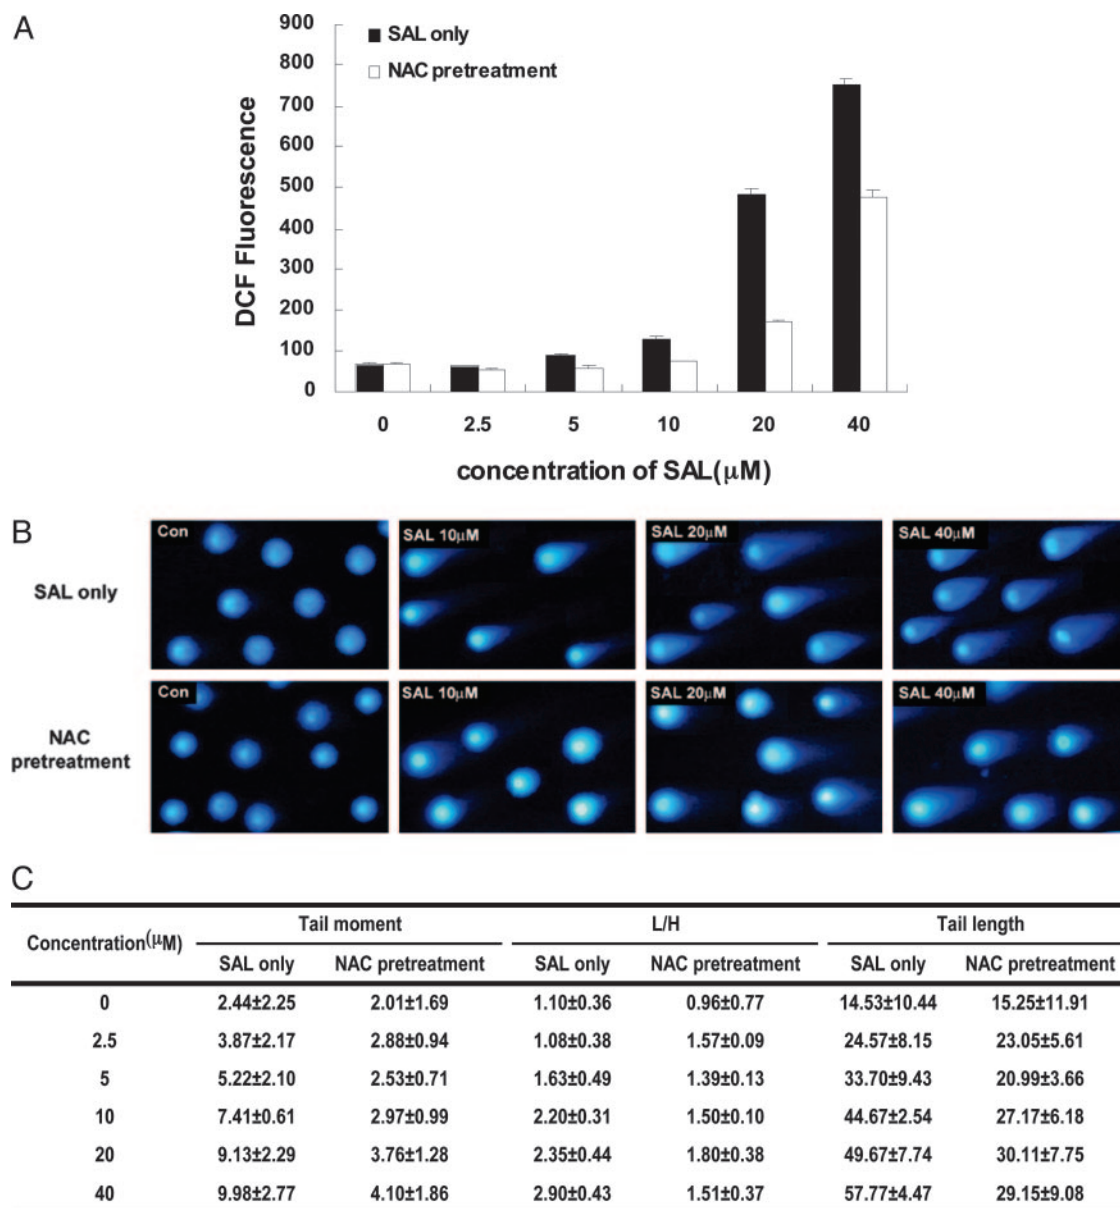 A
900
800
700
600
500
400
300
200
100
0
DCF Fluorescence
SAL only
NAC pretreatment
0 2.5 5 10 20 40
concentration of SAL(μM)
B
SAL only
Con SAL 10μM SAL 20μM SAL 40μM
NAC
pretreatment
Con SAL 10μM SAL 20μM SAL 40μM
C
Concentration(μM) Tail moment L/H Tail length
SAL only NAC pretreatment SAL only NAC pretreatment SAL only NAC pretreatment
0 2.44±2.25 2.01±1.69 1.10±0.36 0.96±0.77 14.53±10.44 15.25±11.91
2.5 3.87±2.17 2.88±0.94 1.08±0.38 1.57±0.09 24.57±8.15 23.05±5.61
5 5.22±2.10 2.53±0.71 1.63±0.49 1.39±0.13 33.70±9.43 20.99±3.66
10 7.41±0.61 2.97±0.99 2.20±0.31 1.50±0.10 44.67±2.54 27.17±6.18
20 9.13±2.29 3.76±1.28 2.35±0.44 1.80±0.38 49.67±7.74 30.11±7.75
40 9.98±2.77 4.10±1.86 2.90±0.43 1.51±0.37 57.77±4.47 29.15±9.08